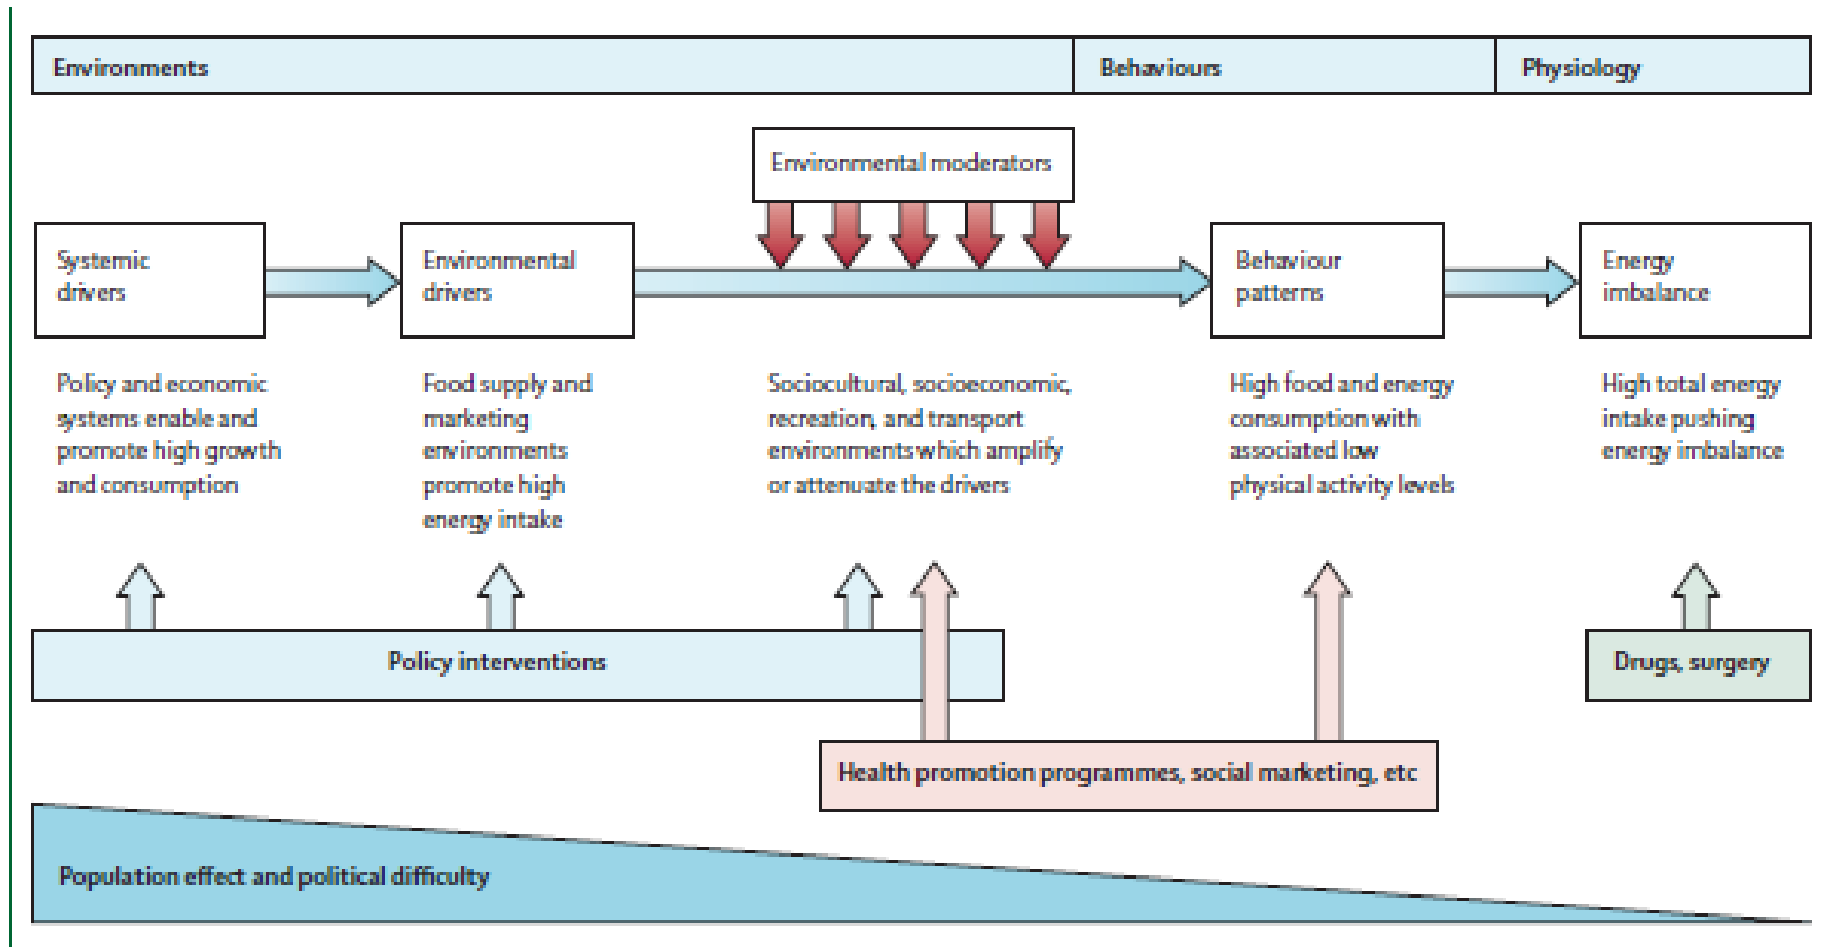 Environments
Behaviours
Physiology
Environmental moderators
Systemic
drivers
Environmental
drivers
Behaviour
patterns
Energy
imbalance
Policy and economic
systems enable and
promote high growth
and consumption
Food supply and
marketing
environments
promote high
energy intake
Sociocultural, socioeconomic,
recreation, and transport
environments which amplify
or attenuate the drivers
High food and energy
consumption with
associated low
physical activity levels
High total energy
intake pushing
energy imbalance
Policy interventions
Drugs, surgery
Health promotion programmes, social marketing, etc
Population effect and political difficulty